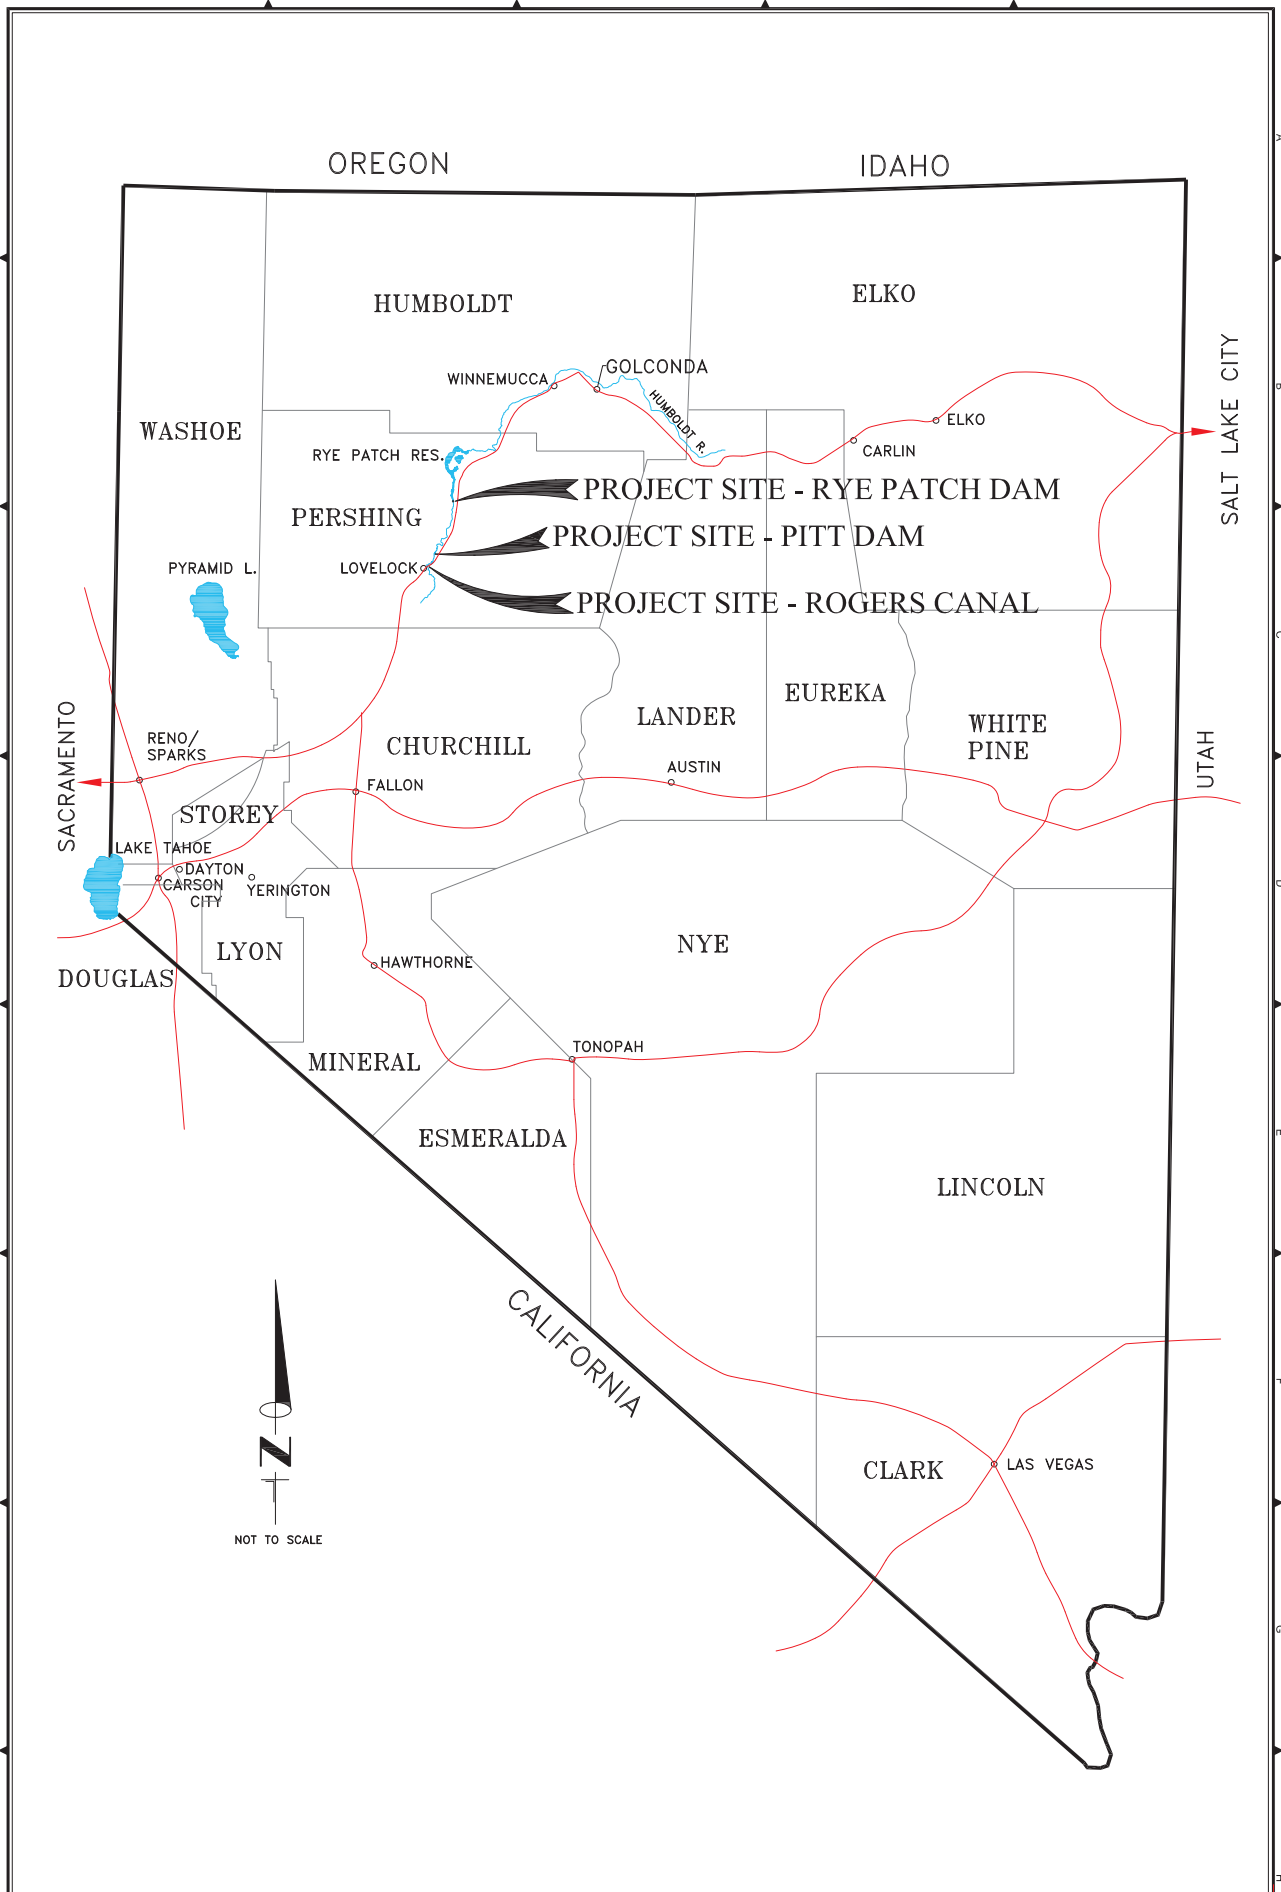 OREGON
IDAHO
HUMBOLDT
ELKO
SALT LAKE CITY
WINNEMUCCA
GOLCONDA
HUMBOLDT R.
WASHOE
ELKO
CARLIN
RYE PATCH RES.
PROJECT SITE - RYE PATCH DAM
PERSHING
PROJECT SITE - PITT DAM
PYRAMID L.
LOVELOCK
PROJECT SITE - ROGERS CANAL
EUREKA
LANDER
WHITE
PINE
SACRAMENTO
RENO/
SPARKS
CHURCHILL
UTAH
AUSTIN
FALLON
STOREY
LAKE TAHOE
DAYTON
CARSON
CITY
YERINGTON
NYE
LYON
HAWTHORNE
DOUGLAS
TONOPAH
MINERAL
ESMERALDA
LINCOLN
CALIFORNIA
N
CLARK
LAS VEGAS
NOT TO SCALE